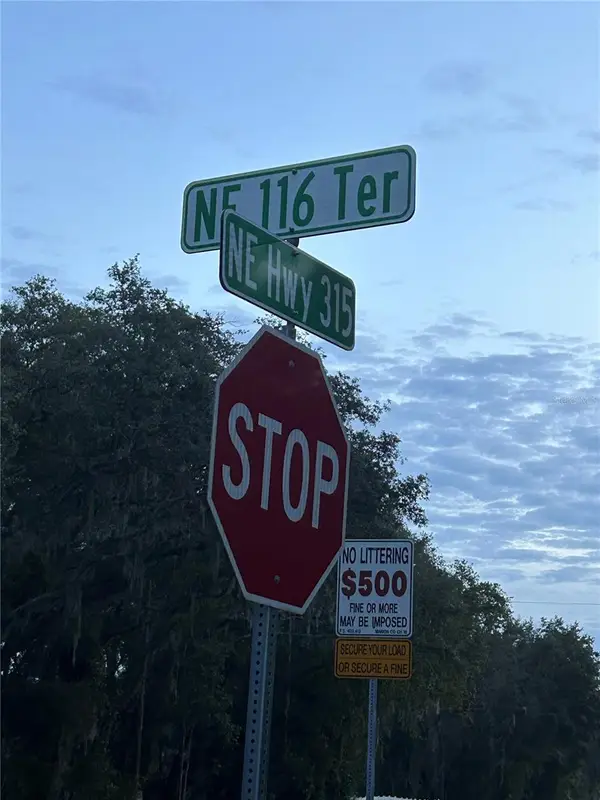 NE 116 Ter
NE Hwy 315
STOP
NO LITTERING
$500
FINE OR MORE
MAY BE IMPOSED
SECURE YOUR LOAD
OR SECURE A FINE